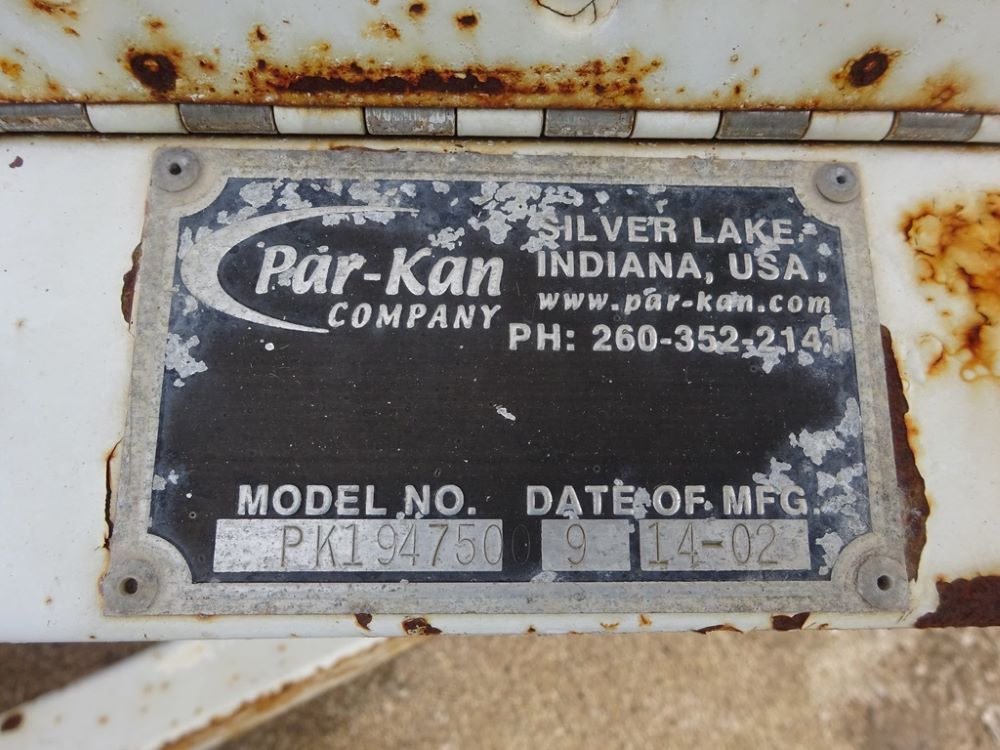 Par-Kan
COMPANY
SILVER LAKE,
INDIANA, USA
www.par-kan.com
PH: 260-352-2141
MODEL NO. DATE OF MFG.
PK1947500 9 14-02